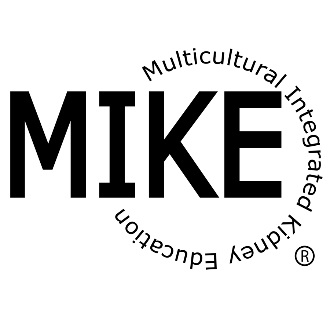 MIKE
Multicultural Integrated Kidney Education
®